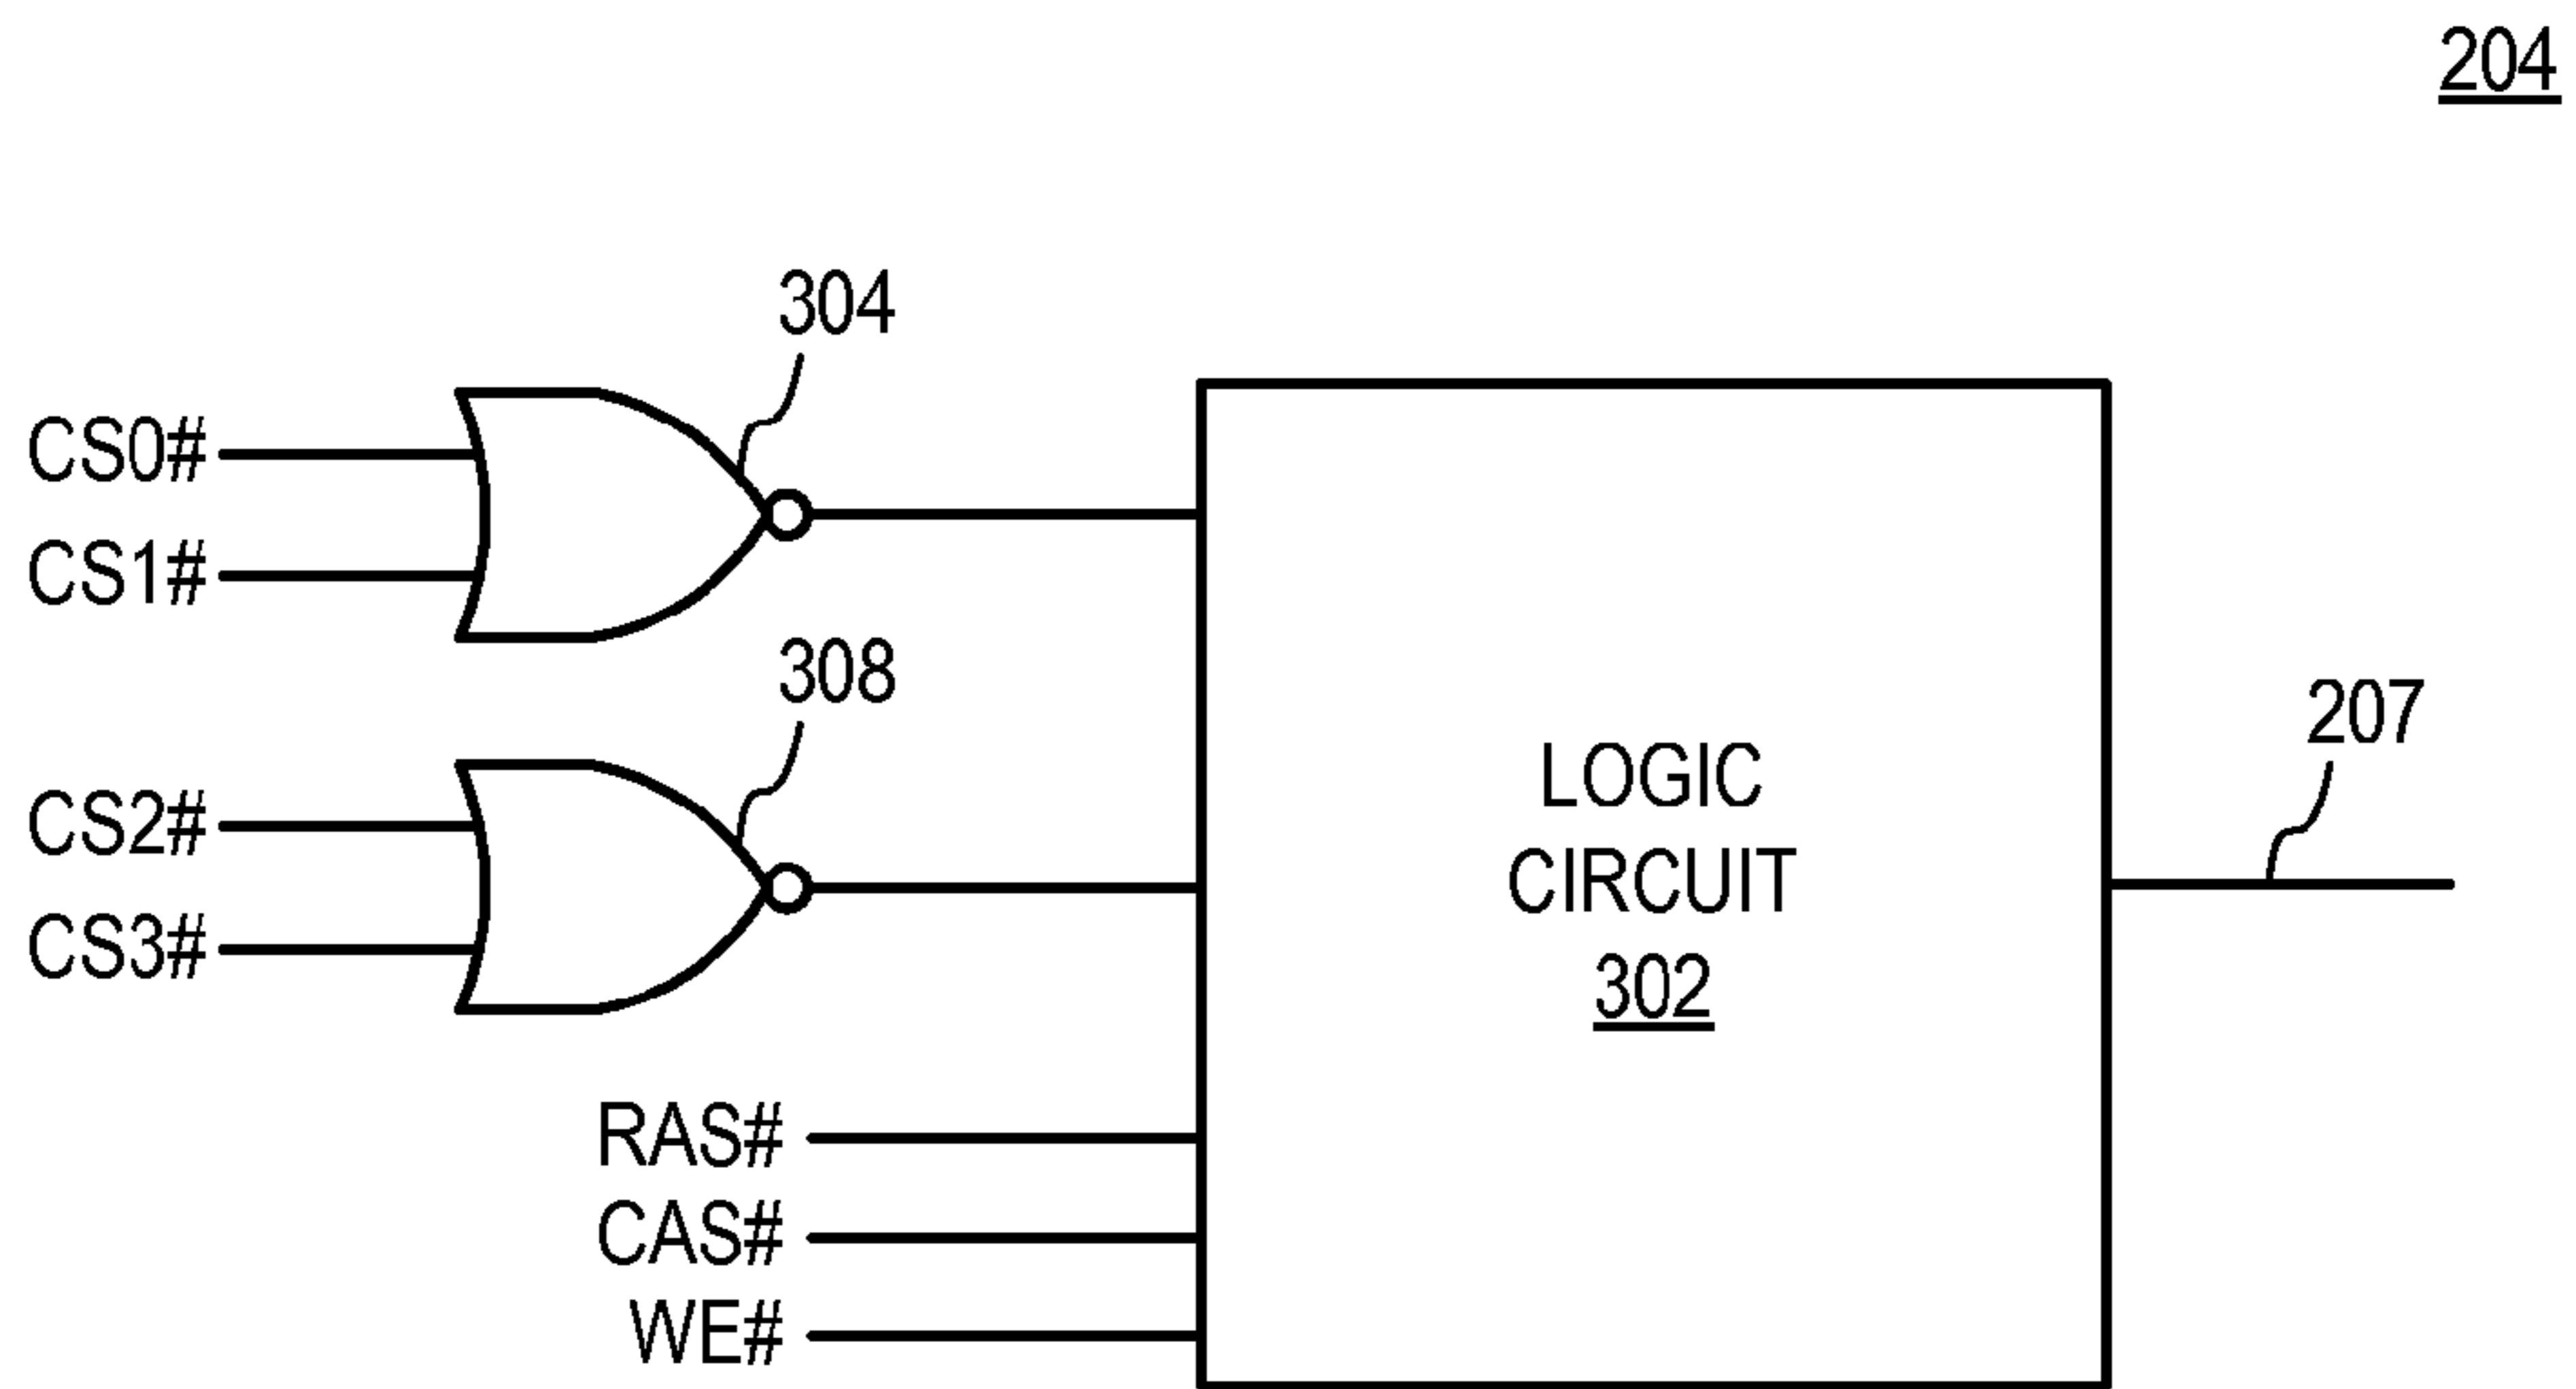 204
304
CS0#
CS1#
308
CS2#
CS3#
LOGIC
CIRCUIT
302
207
RAS#
CAS#
WE#